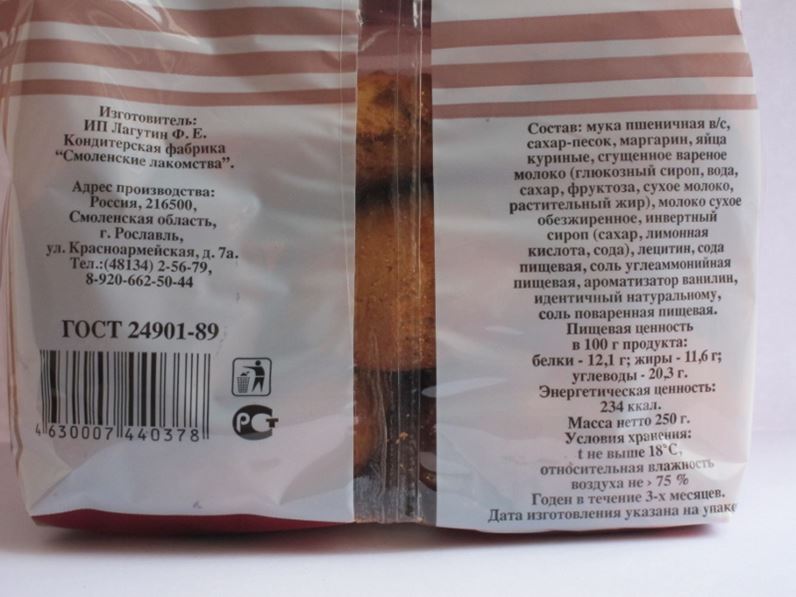 Изготовитель:
ИП Лагутин Ф. Е.
Кондитерская фабрика
“Смоленские лакомства”.
Адрес производства:
Россия, 216500,
Смоленская область,
г. Рославль,
ул. Красноармейская, д. 7а.
Тел.:(48134) 2-56-79,
8-920-662-50-44
ГОСТ 24901-89
4 630007 440378
РСТ
Состав: мука пшеничная в/с,
сахар-песок, маргарин, яйца
куриные, сгущенное вареное
молоко (глюкозный сироп, вода,
сахар, фруктоза, сухое молоко,
растительный жир), молоко сухое
обезжиренное, инвертный
сироп (сахар, лимонная
кислота, сода), лецитин, сода
пищевая, соль углеаммонийная
пищевая, ароматизатор ванилин,
идентичный натуральному,
соль поваренная пищевая.
Пищевая ценность
в 100 г продукта:
белки - 12,1 г; жиры - 11,6 г;
углеводы - 20,3 г.
Энергетическая ценность:
234 ккал.
Масса нетто 250 г.
Условия хранения:
t не выше 18°С,
относительная влажность
воздуха не > 75 %
Годен в течение 3-х месяцев.
Дата изготовления указана на упаке